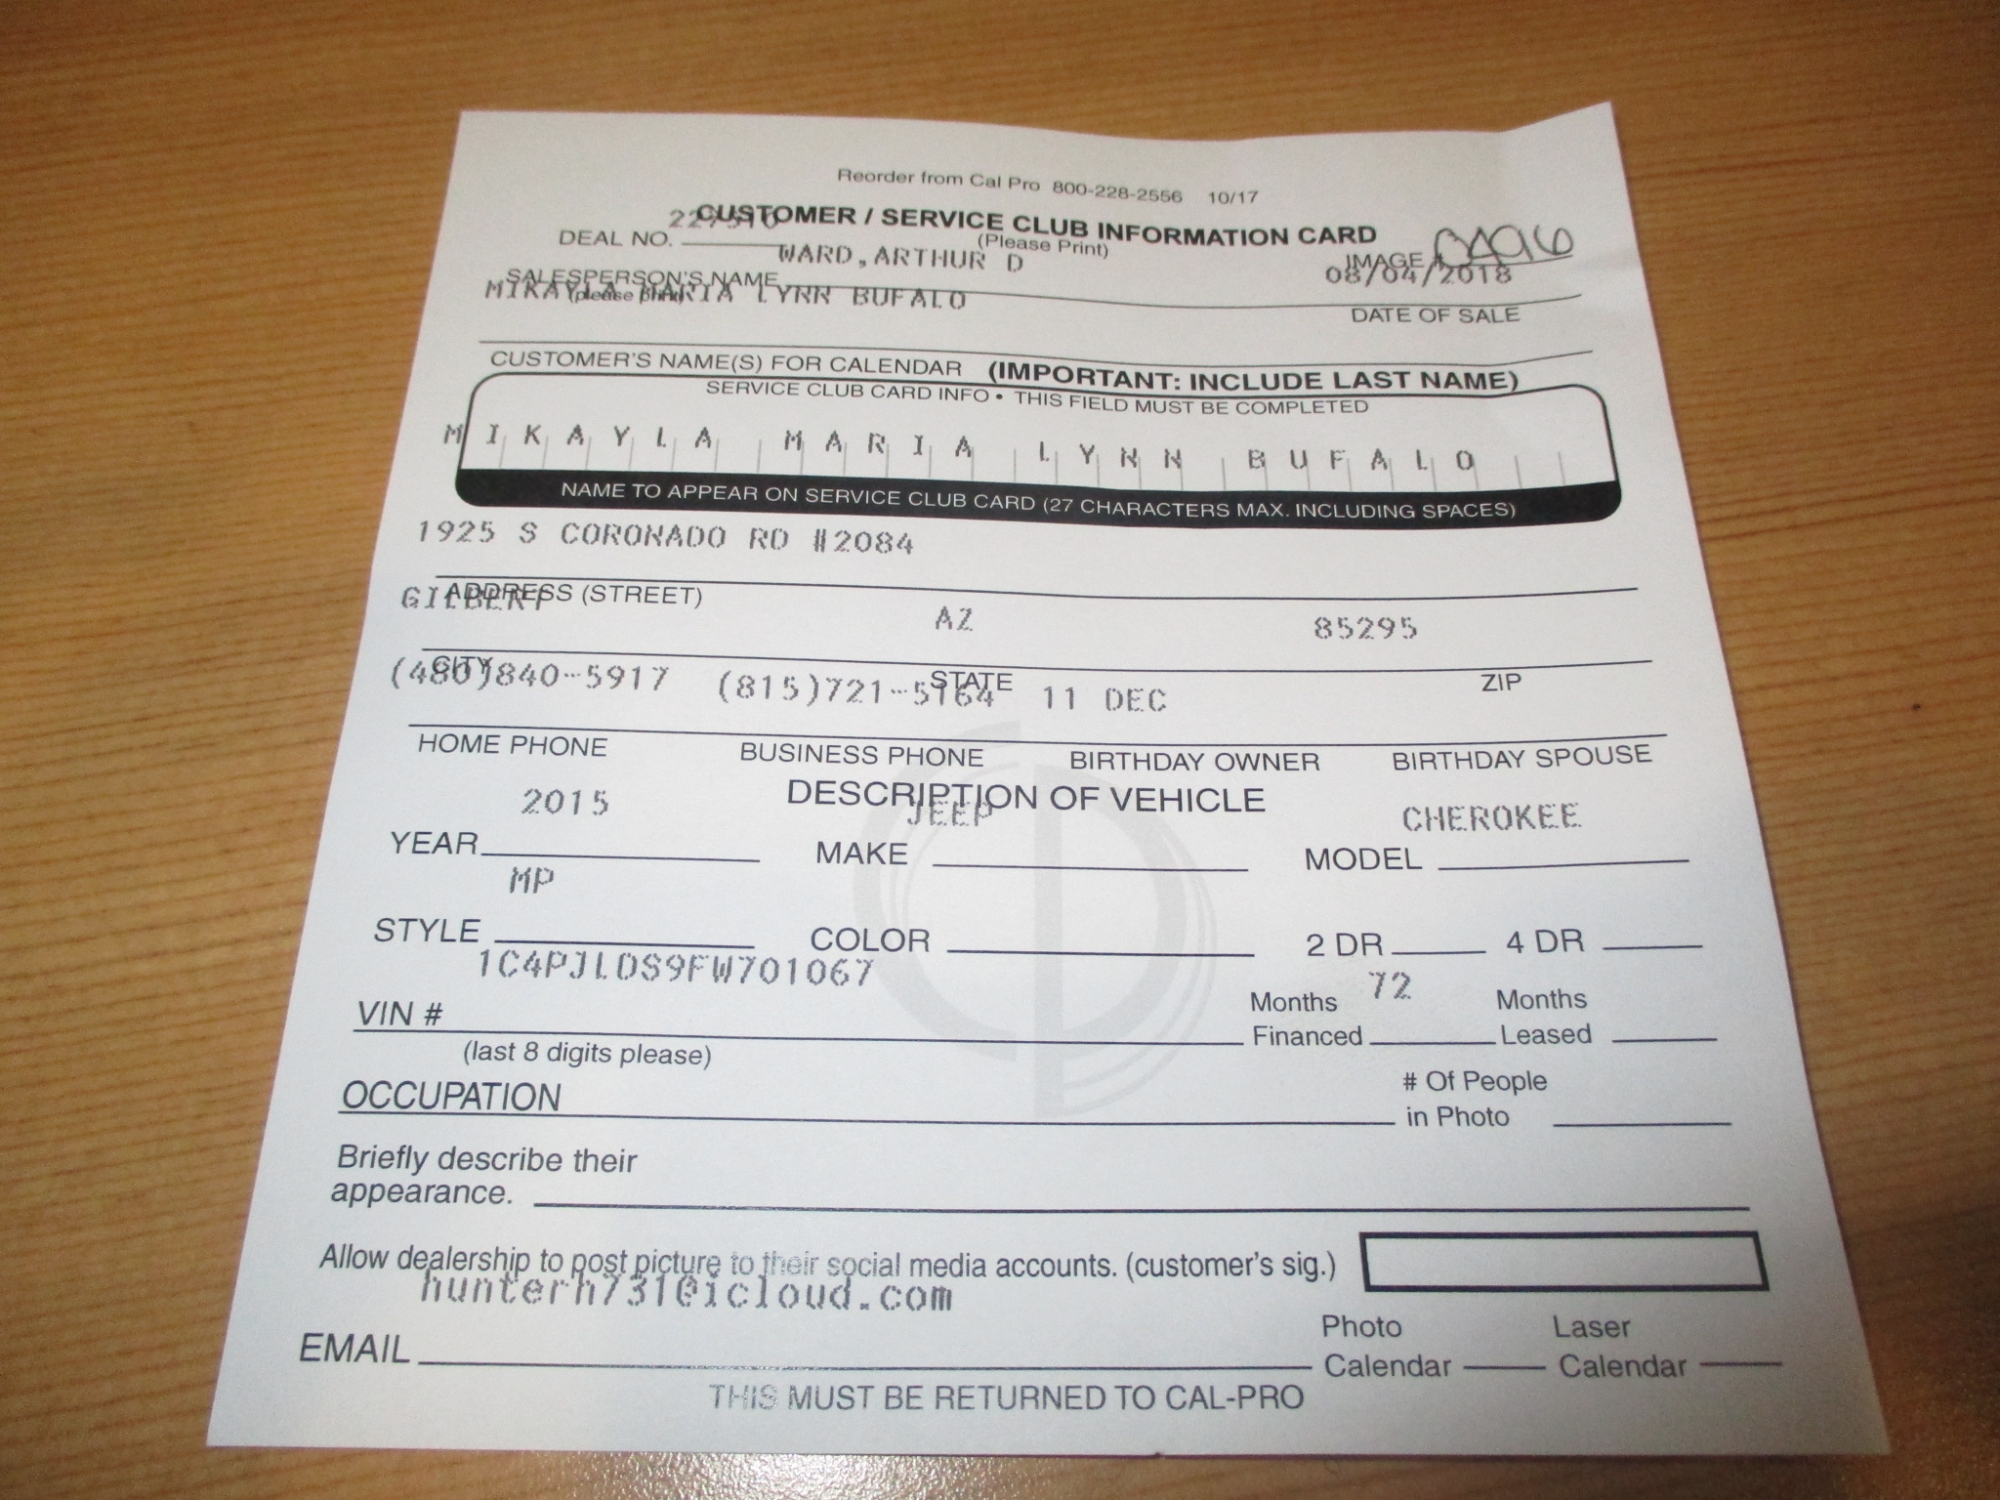 Reorder from Cal Pro 800-228-2556 10/17
CUSTOMER / SERVICE CLUB INFORMATION CARD
(Please Print)
DEAL NO.
WARD,ARTHUR D
IMAGE #
08/04/2018
SALESPERSON'S NAME
(please print)
MIKAYLA MARIA LYNN BUFALO
DATE OF SALE
CUSTOMER'S NAME(S) FOR CALENDAR (IMPORTANT: INCLUDE LAST NAME)
SERVICE CLUB CARD INFO • THIS FIELD MUST BE COMPLETED
MIKAYLA MARIA LYNN BUFALO
NAME TO APPEAR ON SERVICE CLUB CARD (27 CHARACTERS MAX. INCLUDING SPACES)
1925 S CORONADO RD #2084
ADDRESS (STREET)
GILBERT AZ 85295
CITY STATE ZIP
(480)840-5917 (815)721-5164 11 DEC
HOME PHONE BUSINESS PHONE BIRTHDAY OWNER BIRTHDAY SPOUSE
DESCRIPTION OF VEHICLE
2015 JEEP CHEROKEE
YEAR MAKE MODEL
MP
STYLE COLOR 2 DR 4 DR
1C4PJLDS9FW701067 72
VIN # Months Financed Months Leased
(last 8 digits please)
OCCUPATION # Of People in Photo
Briefly describe their
appearance.
Allow dealership to post picture to their social media accounts. (customer's sig.)
hunterh731@icloud.com
EMAIL Photo Calendar Laser Calendar
THIS MUST BE RETURNED TO CAL-PRO